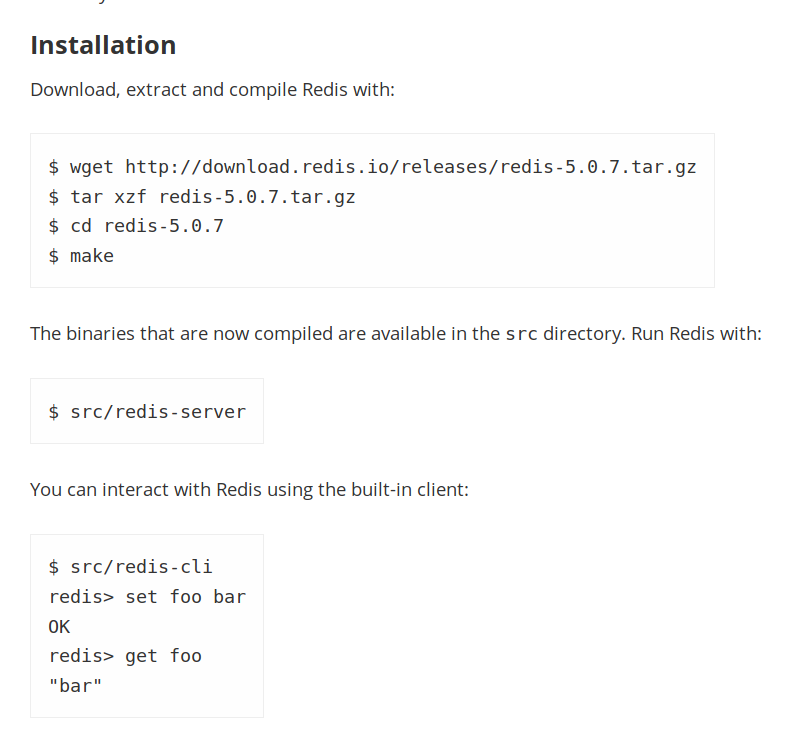 Installation
Download, extract and compile Redis with:
$ wget http://download.redis.io/releases/redis-5.0.7.tar.gz
$ tar xzf redis-5.0.7.tar.gz
$ cd redis-5.0.7
$ make
The binaries that are now compiled are available in the src directory. Run Redis with:
$ src/redis-server
You can interact with Redis using the built-in client:
$ src/redis-cli
redis> set foo bar
OK
redis> get foo
"bar"